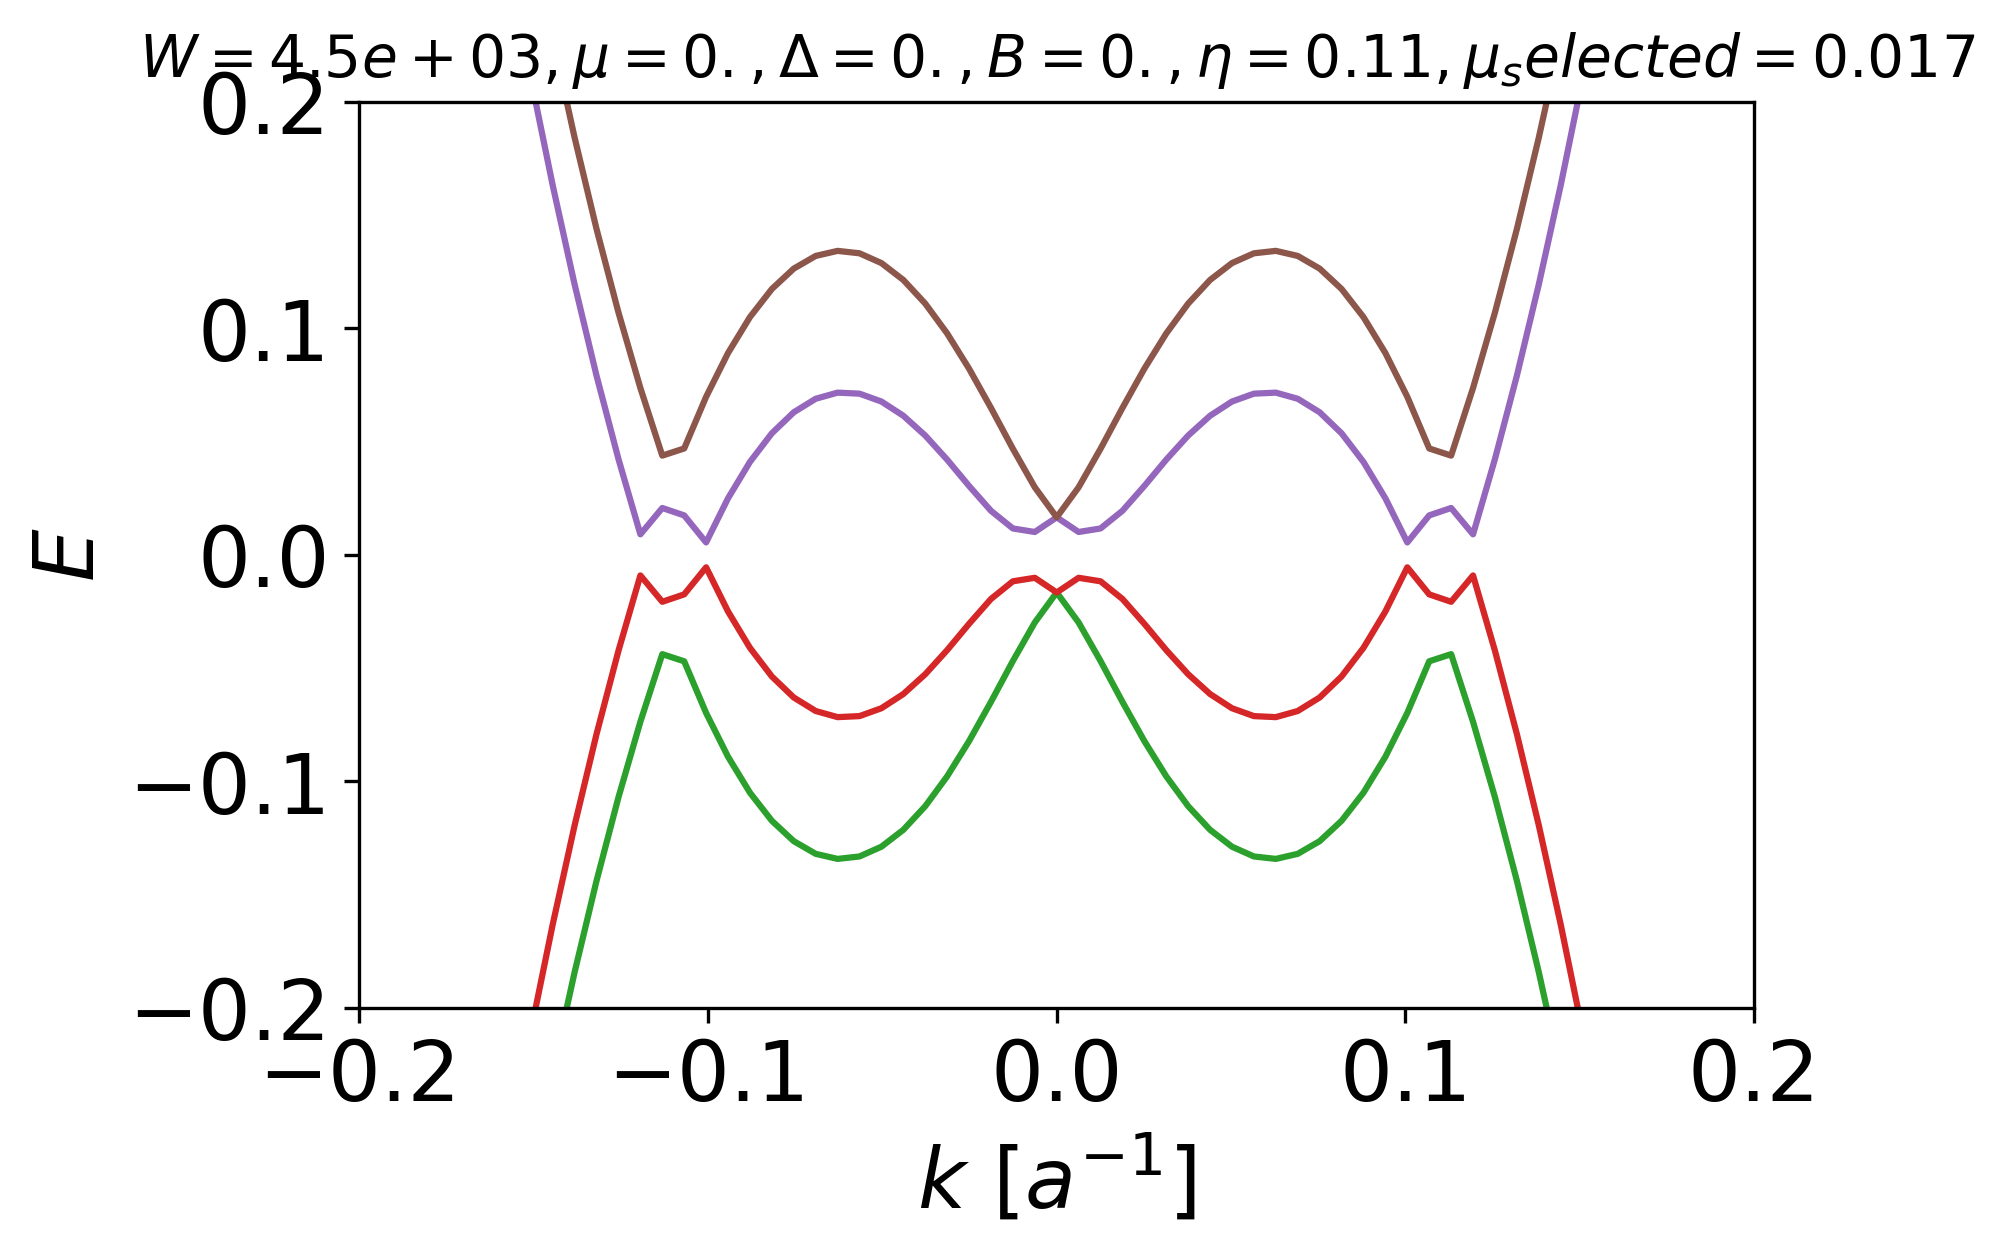 W = 4.5e + 03, μ = 0. , Δ = 0. , B = 0. , η = 0.11, μₛelected = 0.017
0.2
0.1
0.0
−0.1
−0.2
E
−0.2 −0.1 0.0 0.1 0.2
k [a⁻¹]